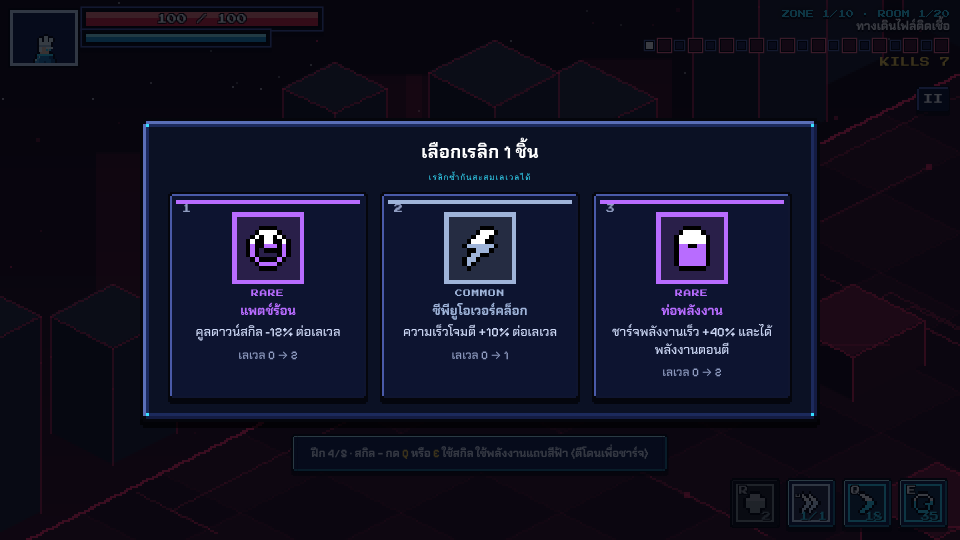 100 / 100
ZONE 1/10 · ROOM 1/20
ทางเดินไฟล์ติดเชื้อ
KILLS 7
II
เลือกเรลิก 1 ชิ้น
เรลิกซ้ำกันสะสมเลเวลได้
1
RARE
แพตช์ร้อน
คูลดาวน์สกิล -18% ต่อเลเวล
เลเวล 0 → 2
2
COMMON
ซีพียูโอเวอร์คล็อก
ความเร็วโจมตี +10% ต่อเลเวล
เลเวล 0 → 1
3
RARE
ท่อพลังงาน
ชาร์จพลังงานเร็ว +40% และได้
พลังงานตอนตี
เลเวล 0 → 2
ฝึก 4/8 · สกิล - กด Q หรือ E ใช้สกิล ใช้พลังงานแถบสีฟ้า (ตีโดนเพื่อชาร์จ)
R
2
1/1
Q
18
E
35